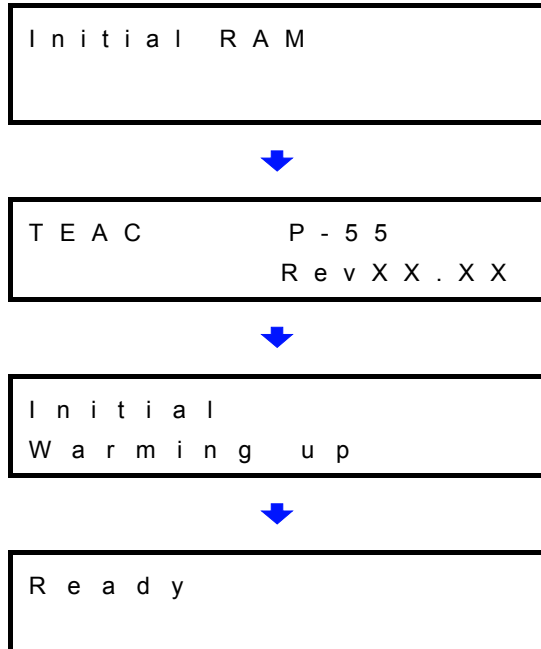 Initial RAM
TEAC P-55
RevXX.XX
Initial
Warming up
Ready